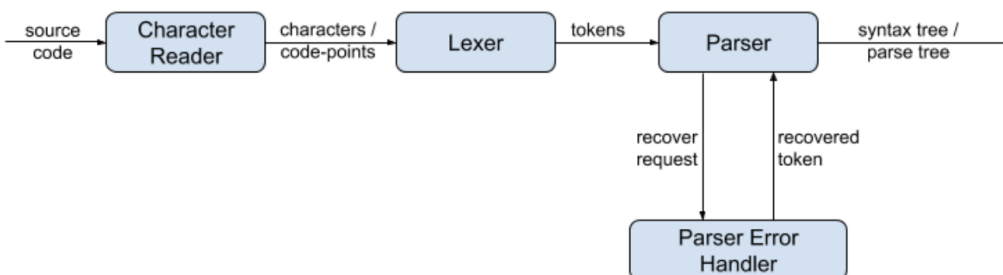 source
code
Character
Reader
characters /
code-points
Lexer
tokens
Parser
syntax tree /
parse tree
recover
request
recovered
token
Parser Error
Handler